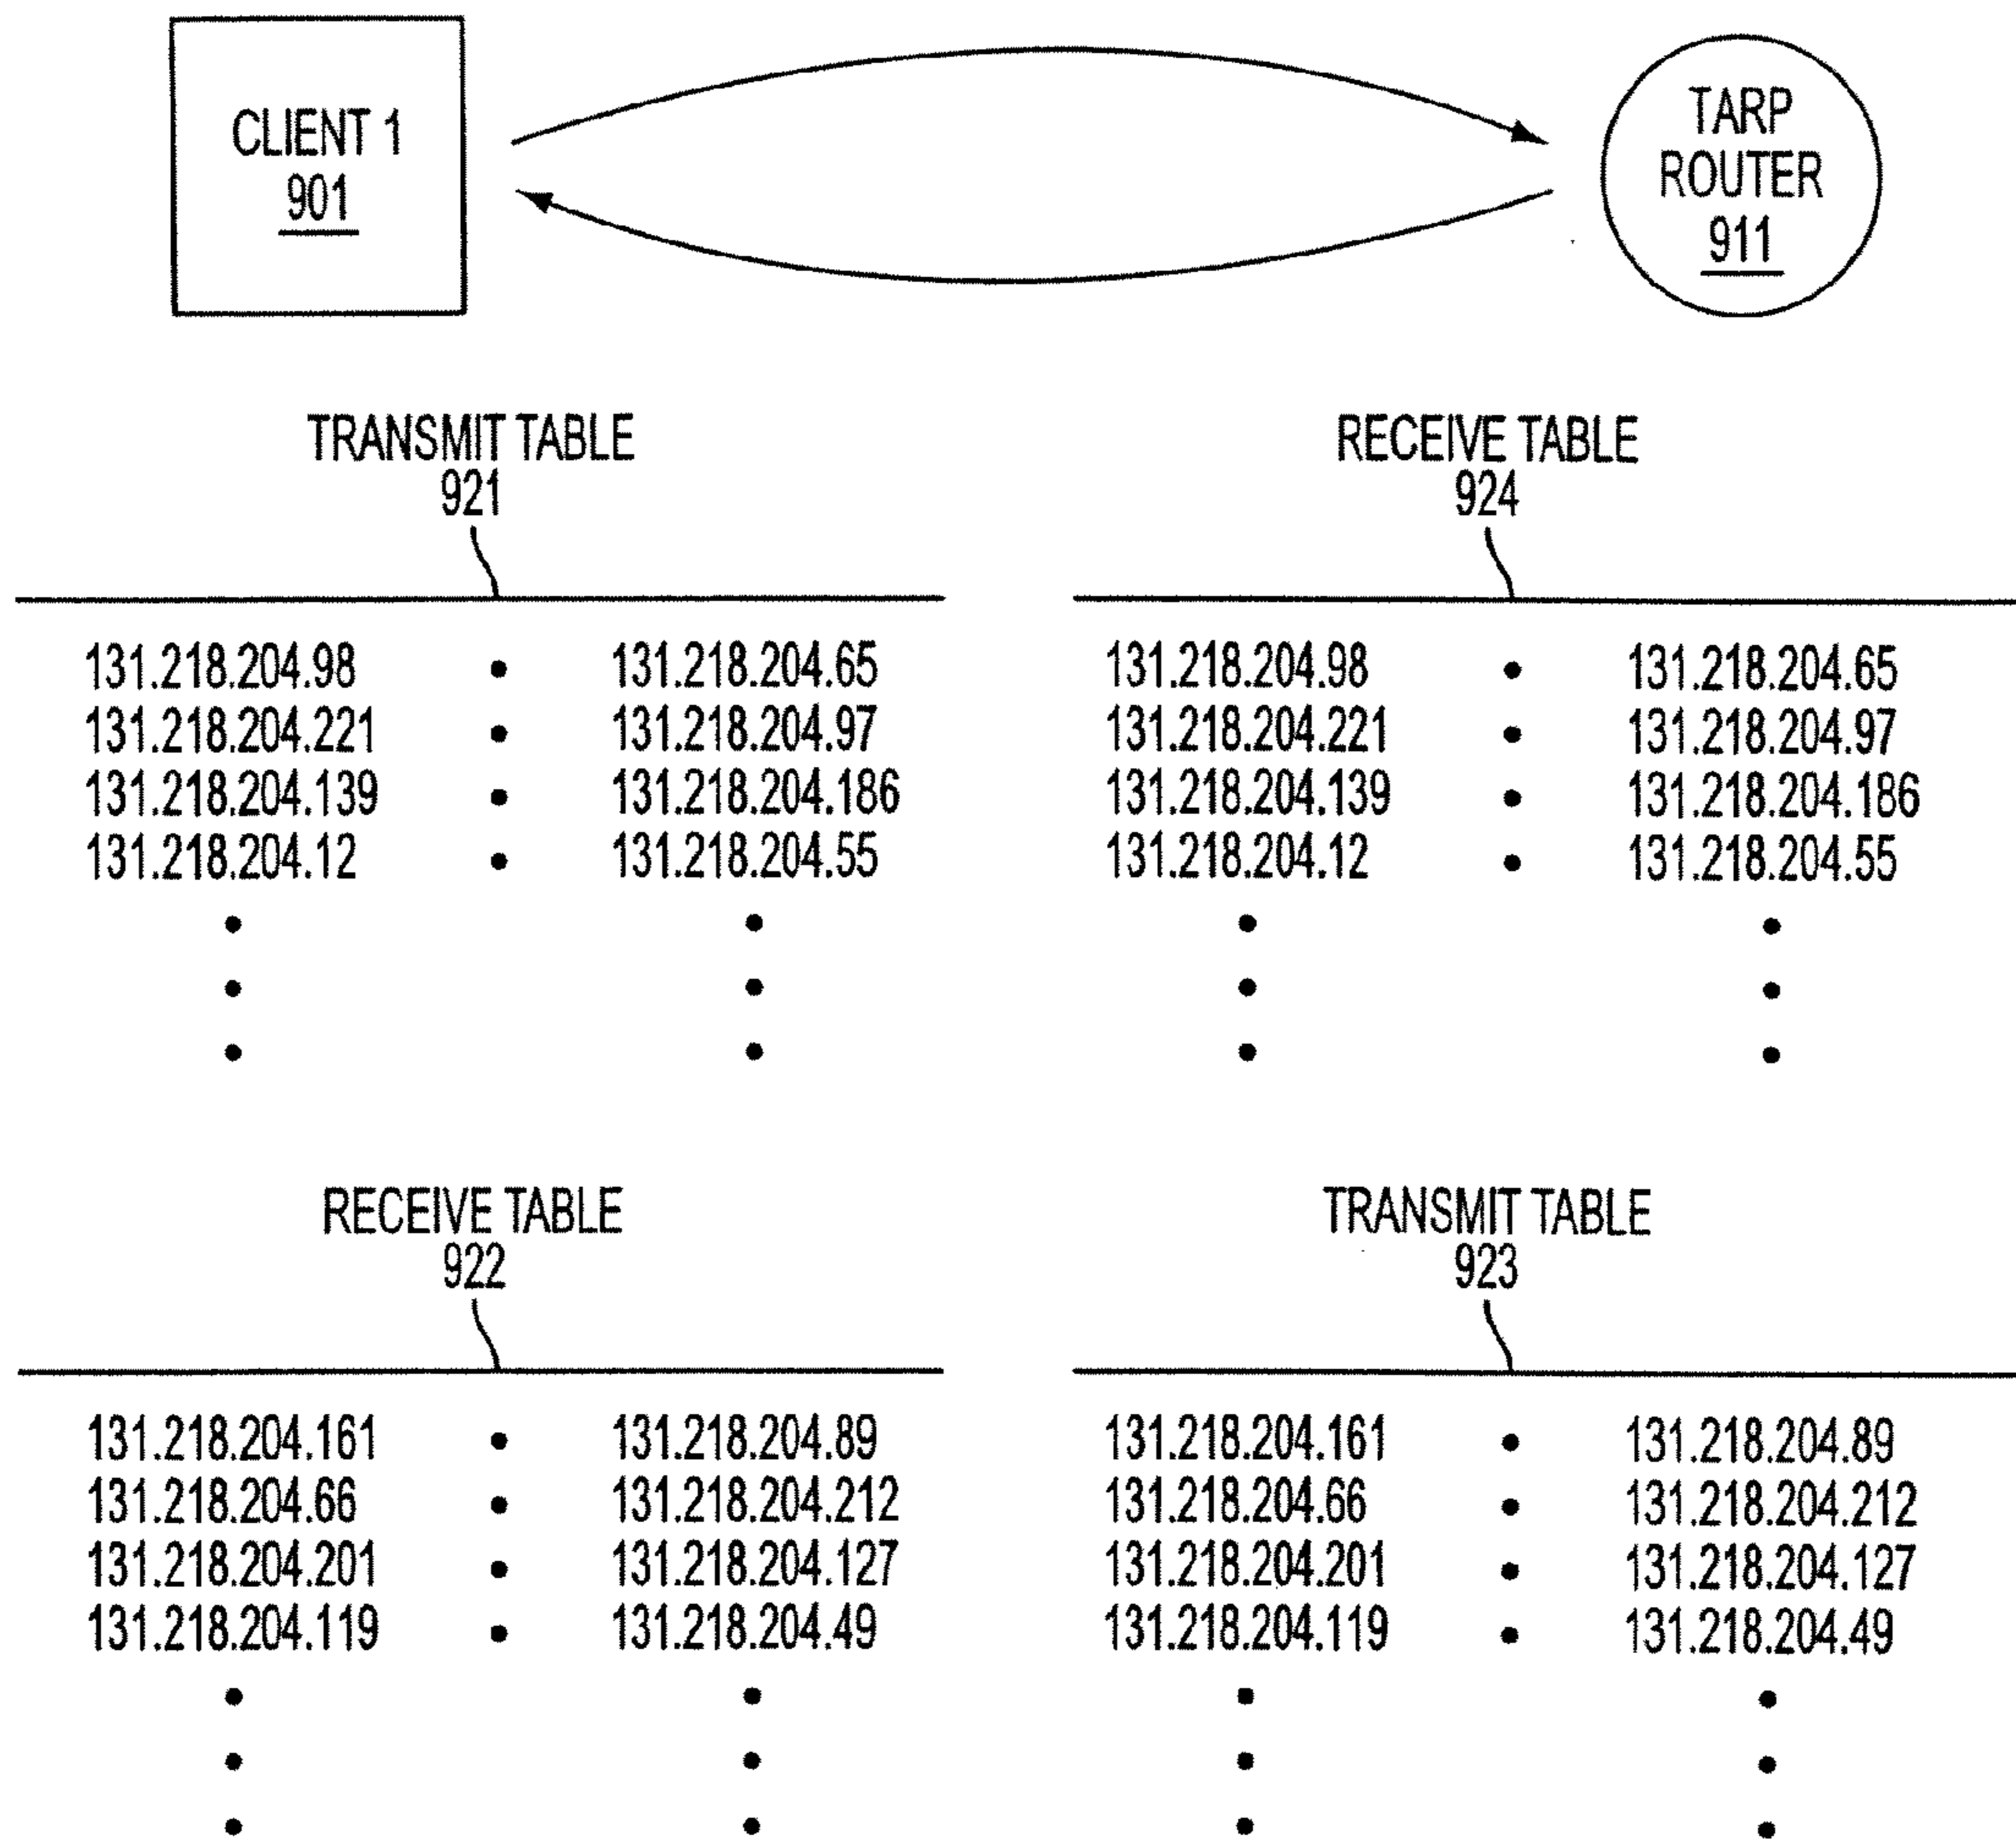 CLIENT 1
901
TARP
ROUTER
911
TRANSMIT TABLE
921
131.218.204.98 • 131.218.204.65
131.218.204.221 • 131.218.204.97
131.218.204.139 • 131.218.204.186
131.218.204.12 • 131.218.204.55
RECEIVE TABLE
924
131.218.204.98 • 131.218.204.65
131.218.204.221 • 131.218.204.97
131.218.204.139 • 131.218.204.186
131.218.204.12 • 131.218.204.55
RECEIVE TABLE
922
131.218.204.161 • 131.218.204.89
131.218.204.66 • 131.218.204.212
131.218.204.201 • 131.218.204.127
131.218.204.119 • 131.218.204.49
TRANSMIT TABLE
923
131.218.204.161 • 131.218.204.89
131.218.204.66 • 131.218.204.212
131.218.204.201 • 131.218.204.127
131.218.204.119 • 131.218.204.49